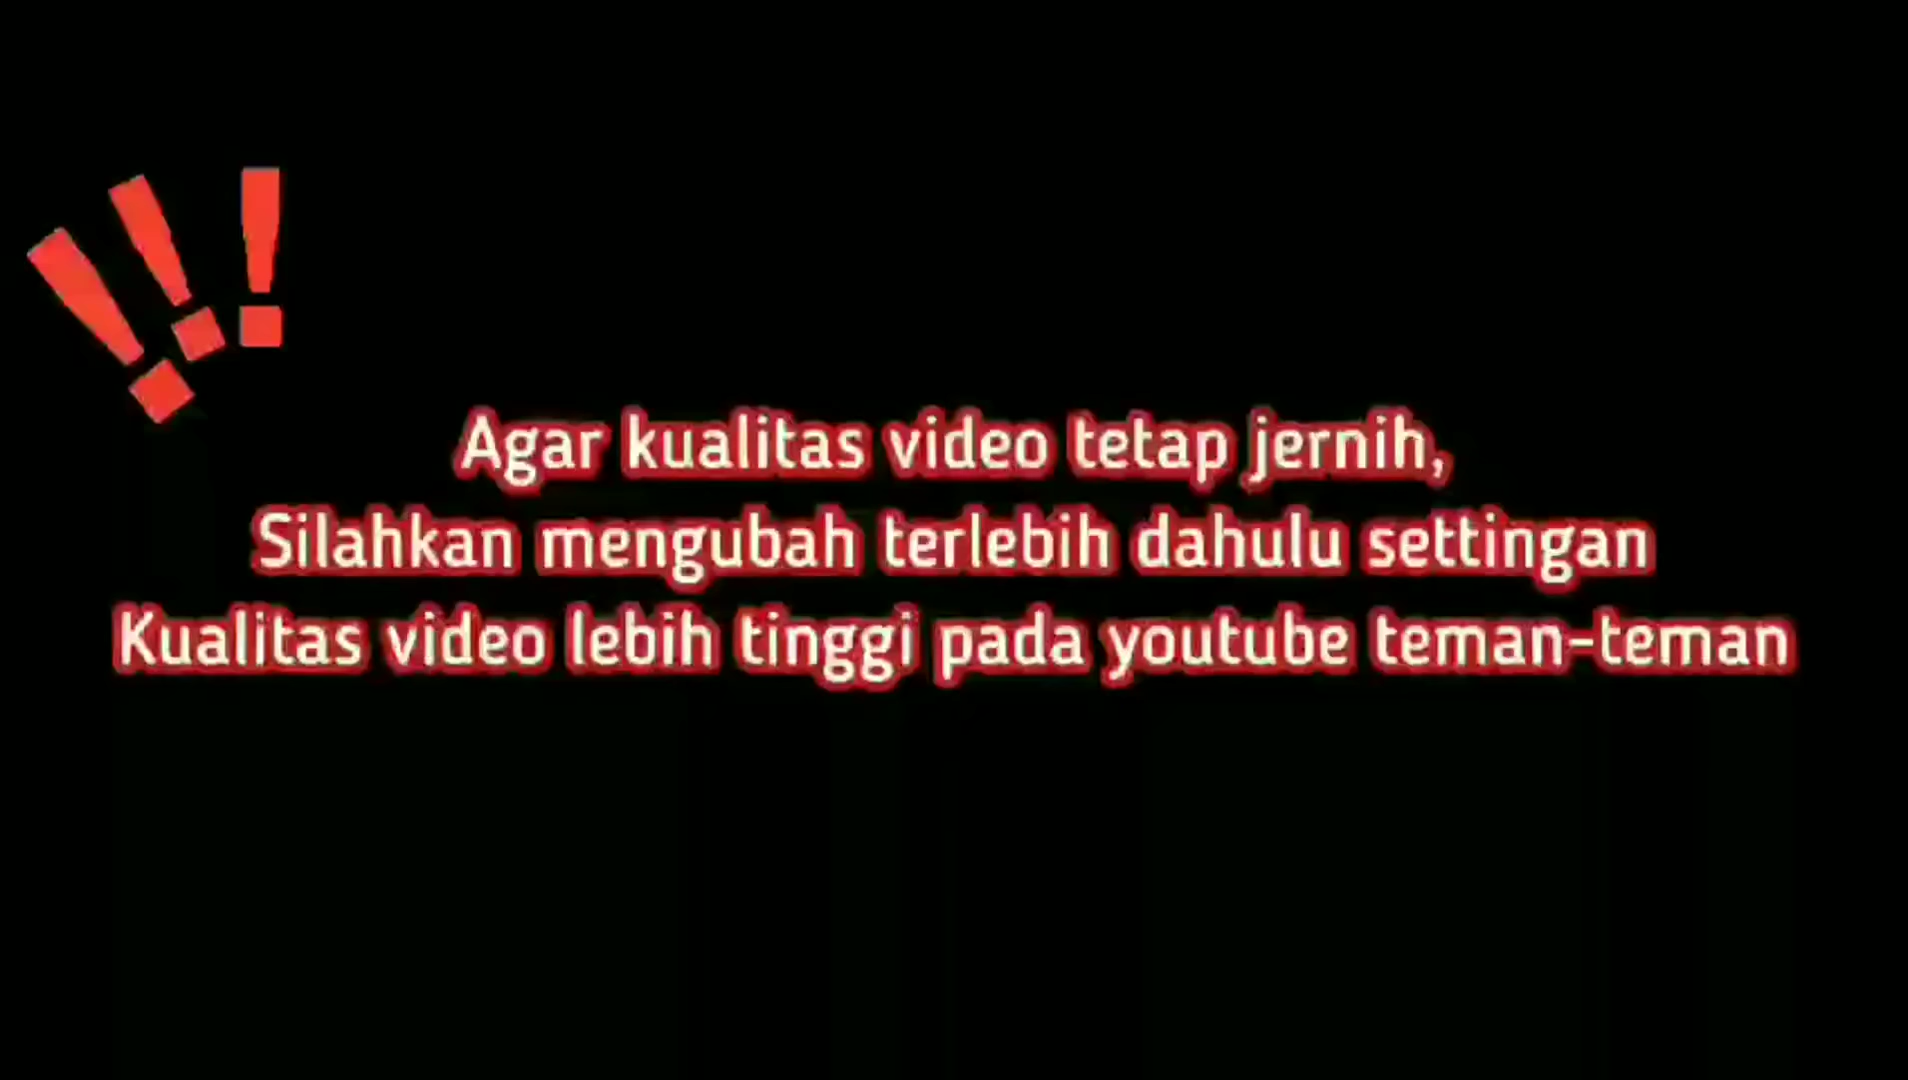 Agar kualitas video tetap jernih,
Silahkan mengubah terlebih dahulu settingan
Kualitas video lebih tinggi pada youtube teman-teman